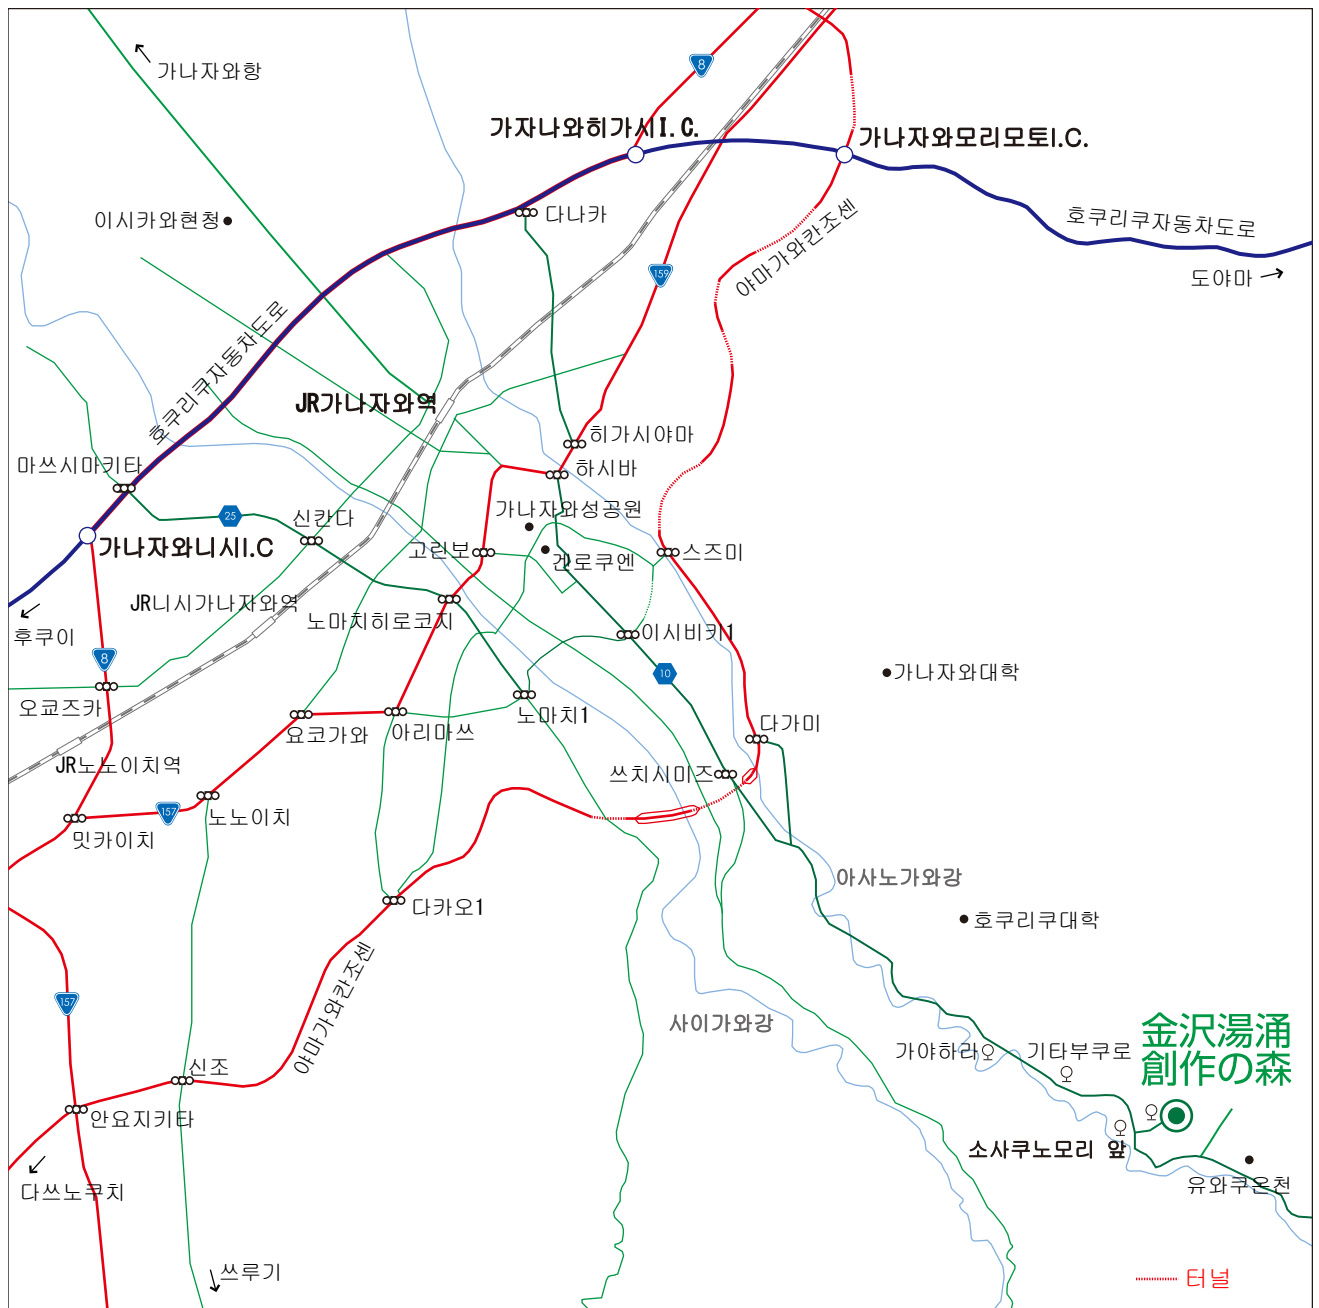 가나자와항
8
가자나와히가시I.C.
가나자와모리모토I.C.
이시카와현청
다나카
호쿠리쿠자동차도로
야마가와칸조센
159
도야마
호쿠리쿠자동차도로
JR가나자와역
히가시야마
마쓰시마키타
하시바
가나자와성공원
25
신칸다
가나자와니시I.C
고린보
겐로쿠엔
스즈미
JR니시가나자와역
노마치히로코지
후쿠이
이시비키1
8
10
가나자와대학
오쿄즈카
요코가와
아리마쓰
노마치1
다가미
JR노노이치역
쓰치시미즈
157
노노이치
밋카이치
아사노가와강
다카오1
호쿠리쿠대학
야마가와칸조센
157
사이가와강
金沢湯涌
創作の森
가야하라
기타부쿠로
신조
안요지키타
소사쿠노모리 앞
다쓰노쿠치
유와쿠온천
쓰루기
터널